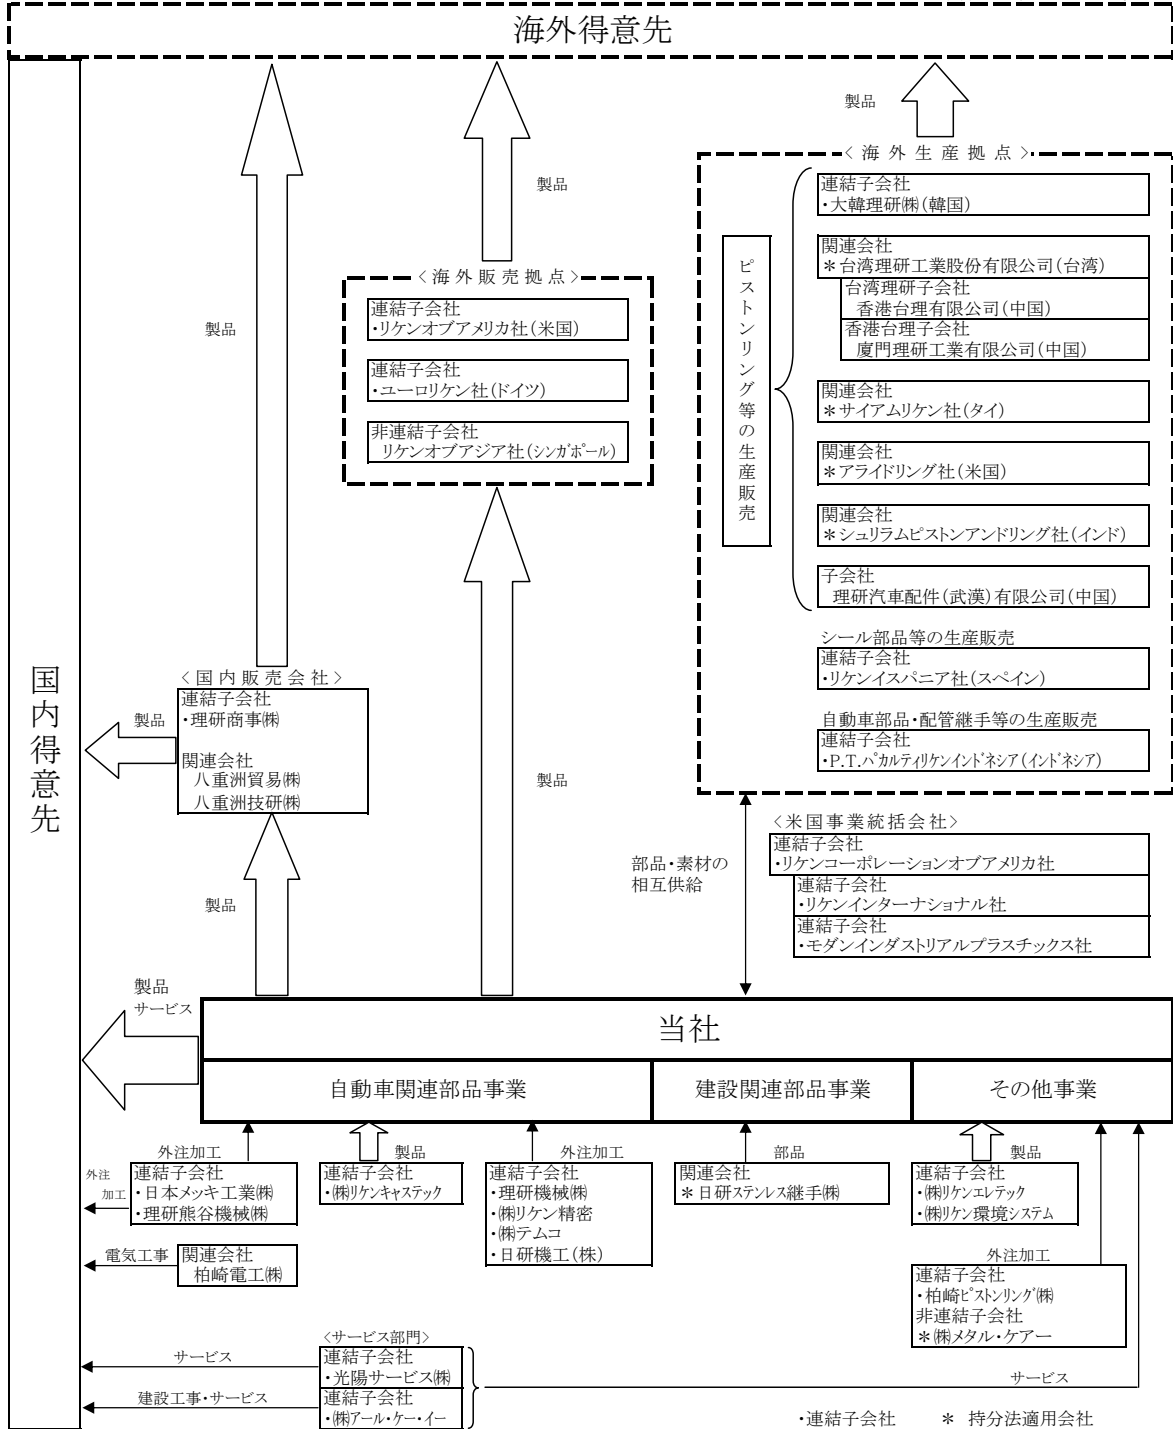 海外得意先
国内得意先
製品
製品
製品
〈海外生産拠点〉
ピストンリング等の生産販売
連結子会社
・大韓理研㈱(韓国)
関連会社
＊台湾理研工業股份有限公司(台湾)
台湾理研子会社
香港台理有限公司(中国)
香港台理子会社
廈門理研工業有限公司(中国)
関連会社
＊サイアムリケン社(タイ)
関連会社
＊アライドリング社(米国)
関連会社
＊シュリラムピストンアンドリング社(インド)
子会社
理研汽車配件(武漢)有限公司(中国)
シール部品等の生産販売
連結子会社
・リケンイスパニア社(スペイン)
自動車部品・配管継手等の生産販売
連結子会社
・P.T.パカルティリケンインドネシア(インドネシア)
〈海外販売拠点〉
連結子会社
・リケンオブアメリカ社(米国)
連結子会社
・ユーロリケン社(ドイツ)
非連結子会社
リケンオブアジア社(シンガポール)
〈国内販売会社〉
連結子会社
・理研商事㈱
関連会社
八重洲貿易㈱
八重洲技研㈱
製品
製品
製品
部品・素材の
相互供給
〈米国事業統括会社〉
連結子会社
・リケンコーポレーションオブアメリカ社
連結子会社
・リケンインターナショナル社
連結子会社
・モダンインダストリアルプラスチックス社
製品
サービス
当社
自動車関連部品事業
建設関連部品事業
その他事業
外注加工
製品
外注加工
部品
製品
外注
加工
連結子会社
・日本メッキ工業㈱
・理研熊谷機械㈱
連結子会社
・㈱リケンキャステック
連結子会社
・理研機械㈱
・㈱リケン精密
・㈱テムコ
・日研機工(株)
関連会社
＊日研ステンレス継手㈱
連結子会社
・㈱リケンエレテック
・㈱リケン環境システム
電気工事
関連会社
柏崎電工㈱
外注加工
連結子会社
・柏崎ピストンリング㈱
非連結子会社
＊㈱メタル・ケアー
〈サービス部門〉
サービス
連結子会社
・光陽サービス㈱
建設工事・サービス
連結子会社
・㈱アール・ケー・イー
サービス
・連結子会社 ＊ 持分法適用会社